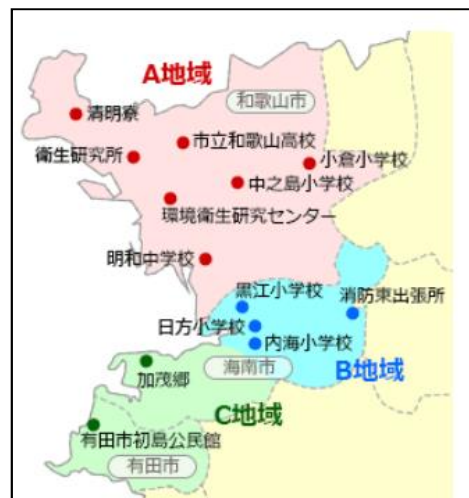 A地域
和歌山市
清明寮
市立和歌山高校
衛生研究所
小倉小学校
中之島小学校
環境衛生研究センター
明和中学校
黒江小学校
消防東出張所
日方小学校
内海小学校
加茂郷
海南市
B地域
C地域
有田市初島公民館
有田市